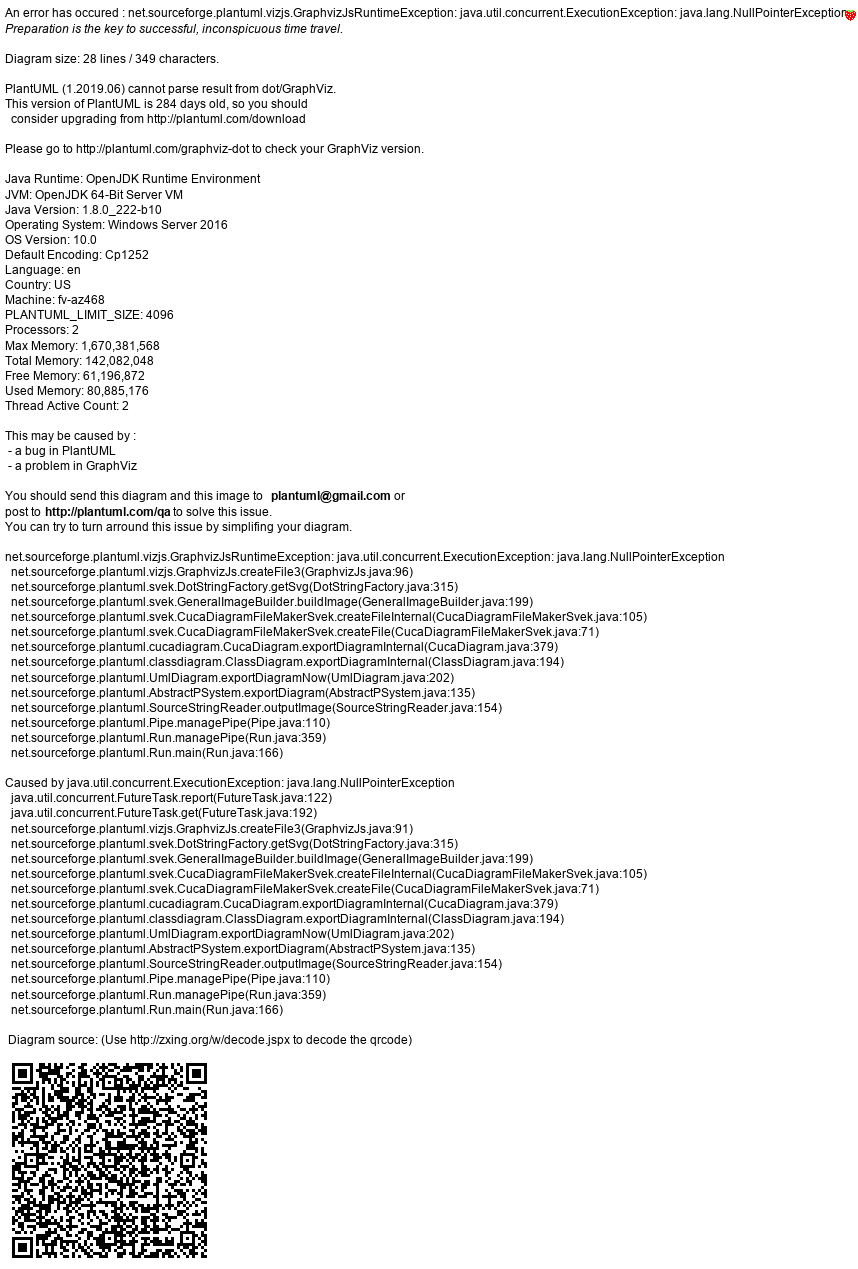 An error has occured : net.sourceforge.plantuml.vizjs.GraphvizJsRuntimeException: java.util.concurrent.ExecutionException: java.lang.NullPointerException
Preparation is the key to successful, inconspicuous time travel.
Diagram size: 28 lines / 349 characters.
PlantUML (1.2019.06) cannot parse result from dot/GraphViz.
This version of PlantUML is 284 days old, so you should
consider upgrading from http://plantuml.com/download
Please go to http://plantuml.com/graphviz-dot to check your GraphViz version.
Java Runtime: OpenJDK Runtime Environment
JVM: OpenJDK 64-Bit Server VM
Java Version: 1.8.0_222-b10
Operating System: Windows Server 2016
OS Version: 10.0
Default Encoding: Cp1252
Language: en
Country: US
Machine: fv-az468
PLANTUML_LIMIT_SIZE: 4096
Processors: 2
Max Memory: 1,670,381,568
Total Memory: 142,082,048
Free Memory: 61,196,872
Used Memory: 80,885,176
Thread Active Count: 2
This may be caused by :
- a bug in PlantUML
- a problem in GraphViz
You should send this diagram and this image to plantuml@gmail.com or
post to http://plantuml.com/qa to solve this issue.
You can try to turn arround this issue by simplifing your diagram.
net.sourceforge.plantuml.vizjs.GraphvizJsRuntimeException: java.util.concurrent.ExecutionException: java.lang.NullPointerException
net.sourceforge.plantuml.vizjs.GraphvizJs.createFile3(GraphvizJs.java:96)
net.sourceforge.plantuml.svek.DotStringFactory.getSvg(DotStringFactory.java:315)
net.sourceforge.plantuml.svek.GeneralImageBuilder.buildImage(GeneralImageBuilder.java:199)
net.sourceforge.plantuml.svek.CucaDiagramFileMakerSvek.createFileInternal(CucaDiagramFileMakerSvek.java:105)
net.sourceforge.plantuml.svek.CucaDiagramFileMakerSvek.createFile(CucaDiagramFileMakerSvek.java:71)
net.sourceforge.plantuml.cucadiagram.CucaDiagram.exportDiagramInternal(CucaDiagram.java:379)
net.sourceforge.plantuml.classdiagram.ClassDiagram.exportDiagramInternal(ClassDiagram.java:194)
net.sourceforge.plantuml.UmlDiagram.exportDiagramNow(UmlDiagram.java:202)
net.sourceforge.plantuml.AbstractPSystem.exportDiagram(AbstractPSystem.java:135)
net.sourceforge.plantuml.SourceStringReader.outputImage(SourceStringReader.java:154)
net.sourceforge.plantuml.Pipe.managePipe(Pipe.java:110)
net.sourceforge.plantuml.Run.managePipe(Run.java:359)
net.sourceforge.plantuml.Run.main(Run.java:166)
Caused by java.util.concurrent.ExecutionException: java.lang.NullPointerException
java.util.concurrent.FutureTask.report(FutureTask.java:122)
java.util.concurrent.FutureTask.get(FutureTask.java:192)
net.sourceforge.plantuml.vizjs.GraphvizJs.createFile3(GraphvizJs.java:91)
net.sourceforge.plantuml.svek.DotStringFactory.getSvg(DotStringFactory.java:315)
net.sourceforge.plantuml.svek.GeneralImageBuilder.buildImage(GeneralImageBuilder.java:199)
net.sourceforge.plantuml.svek.CucaDiagramFileMakerSvek.createFileInternal(CucaDiagramFileMakerSvek.java:105)
net.sourceforge.plantuml.svek.CucaDiagramFileMakerSvek.createFile(CucaDiagramFileMakerSvek.java:71)
net.sourceforge.plantuml.cucadiagram.CucaDiagram.exportDiagramInternal(CucaDiagram.java:379)
net.sourceforge.plantuml.classdiagram.ClassDiagram.exportDiagramInternal(ClassDiagram.java:194)
net.sourceforge.plantuml.UmlDiagram.exportDiagramNow(UmlDiagram.java:202)
net.sourceforge.plantuml.AbstractPSystem.exportDiagram(AbstractPSystem.java:135)
net.sourceforge.plantuml.SourceStringReader.outputImage(SourceStringReader.java:154)
net.sourceforge.plantuml.Pipe.managePipe(Pipe.java:110)
net.sourceforge.plantuml.Run.managePipe(Run.java:359)
net.sourceforge.plantuml.Run.main(Run.java:166)
Diagram source: (Use http://zxing.org/w/decode.jspx to decode the qrcode)